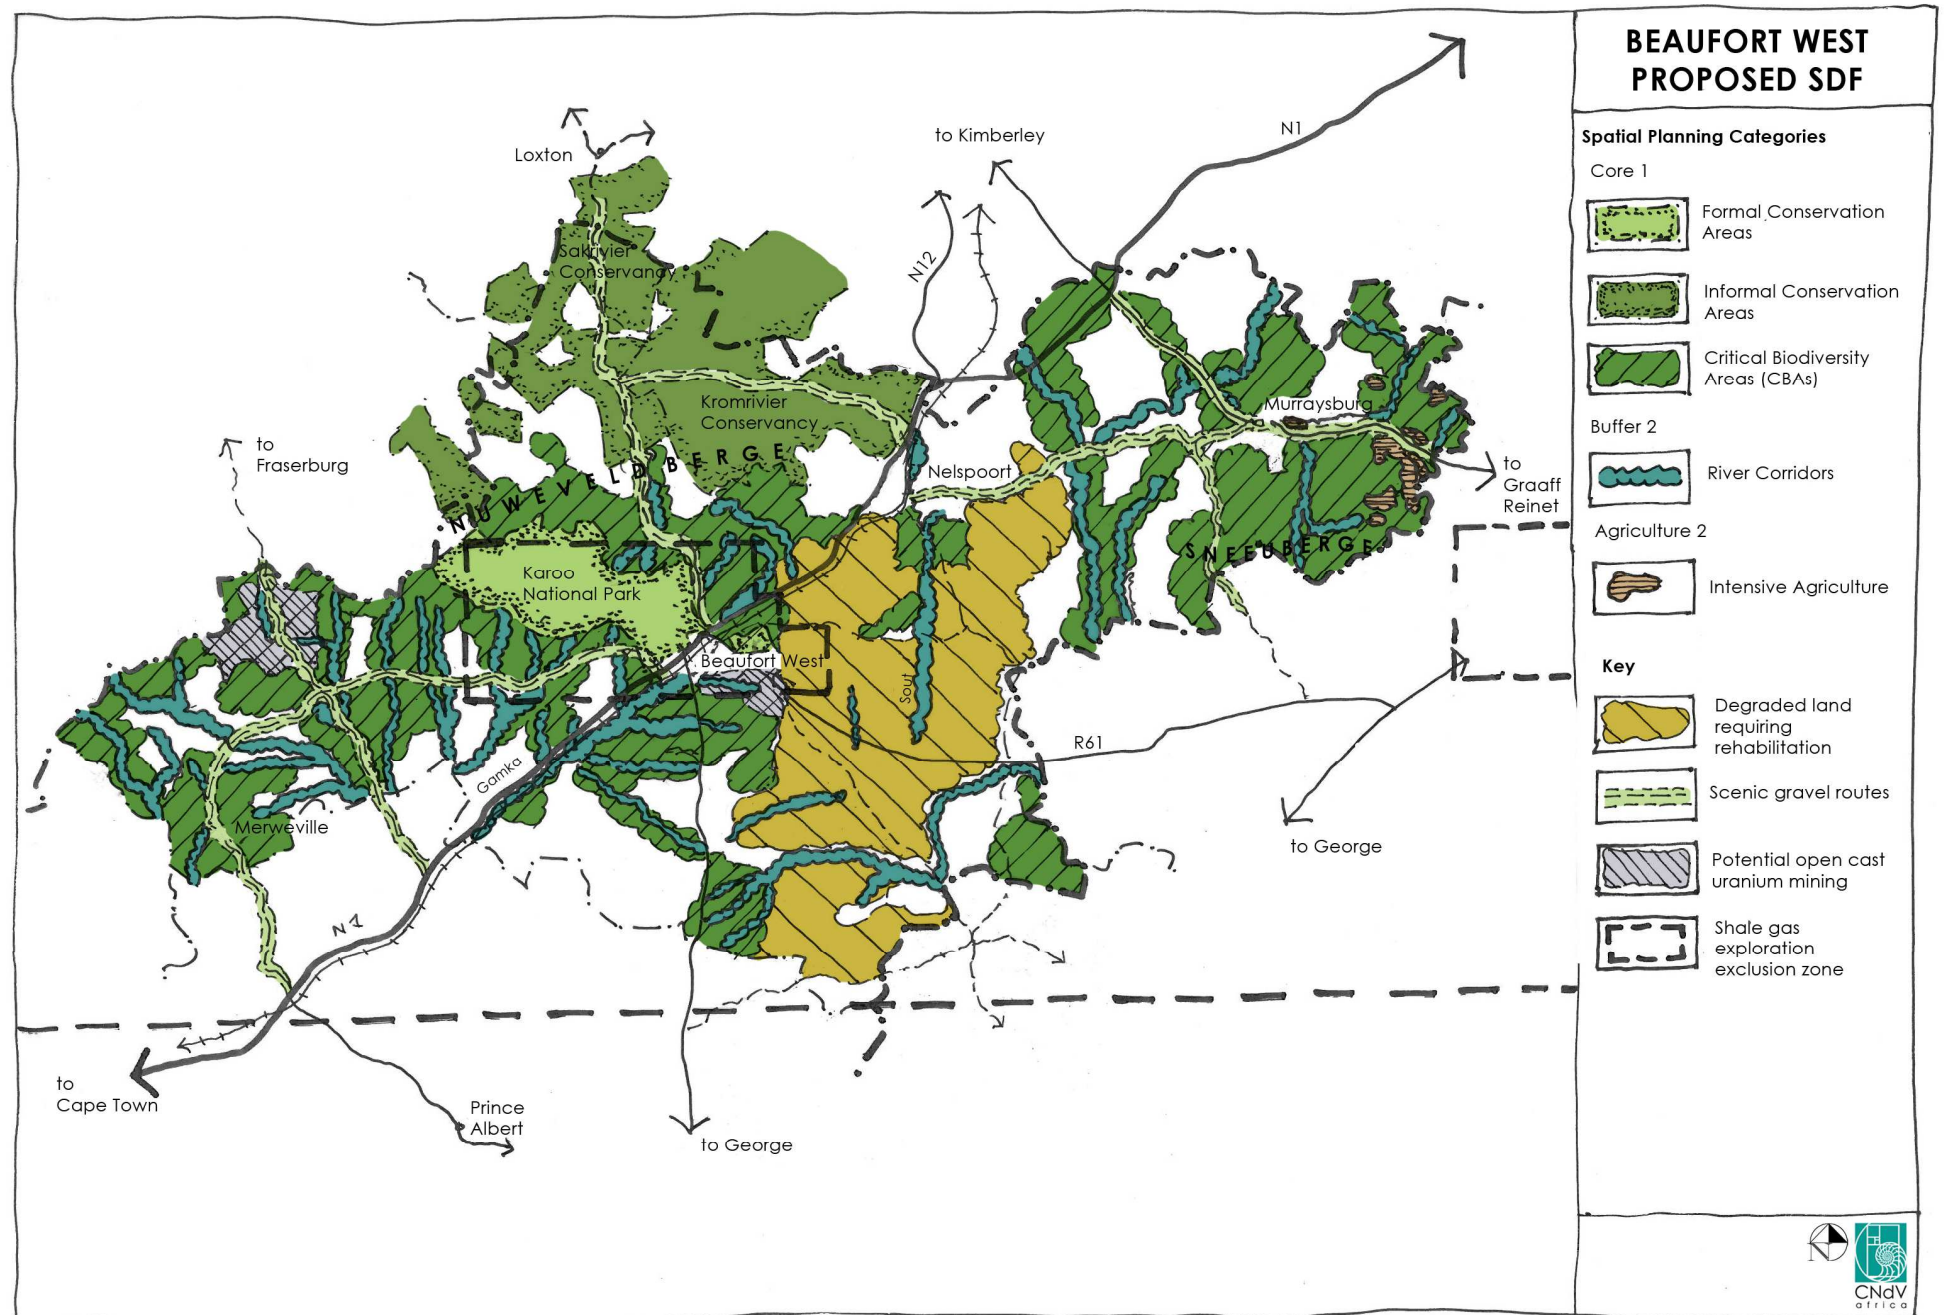 BEAUFORT WEST
PROPOSED SDF
Spatial Planning Categories
Core 1
Formal Conservation
Areas
Informal Conservation
Areas
Critical Biodiversity
Areas (CBAs)
Buffer 2
River Corridors
Agriculture 2
Intensive Agriculture
Key
Degraded land
requiring
rehabilitation
Scenic gravel routes
Potential open cast
uranium mining
Shale gas
exploration
exclusion zone
N
CNdV
africa
Loxton
to Kimberley
N1
N12
Sakrivier
Conservancy
Kromrivier
Conservancy
Murraysburg
to
Fraserburg
NUWEVELDBERGE
Nelspoort
to
Graaff
Reinet
SNEEUBERGE
Karoo
National Park
Beaufort West
Sout
R61
Gamka
Merweville
to George
N1
to
Cape Town
Prince
Albert
to George